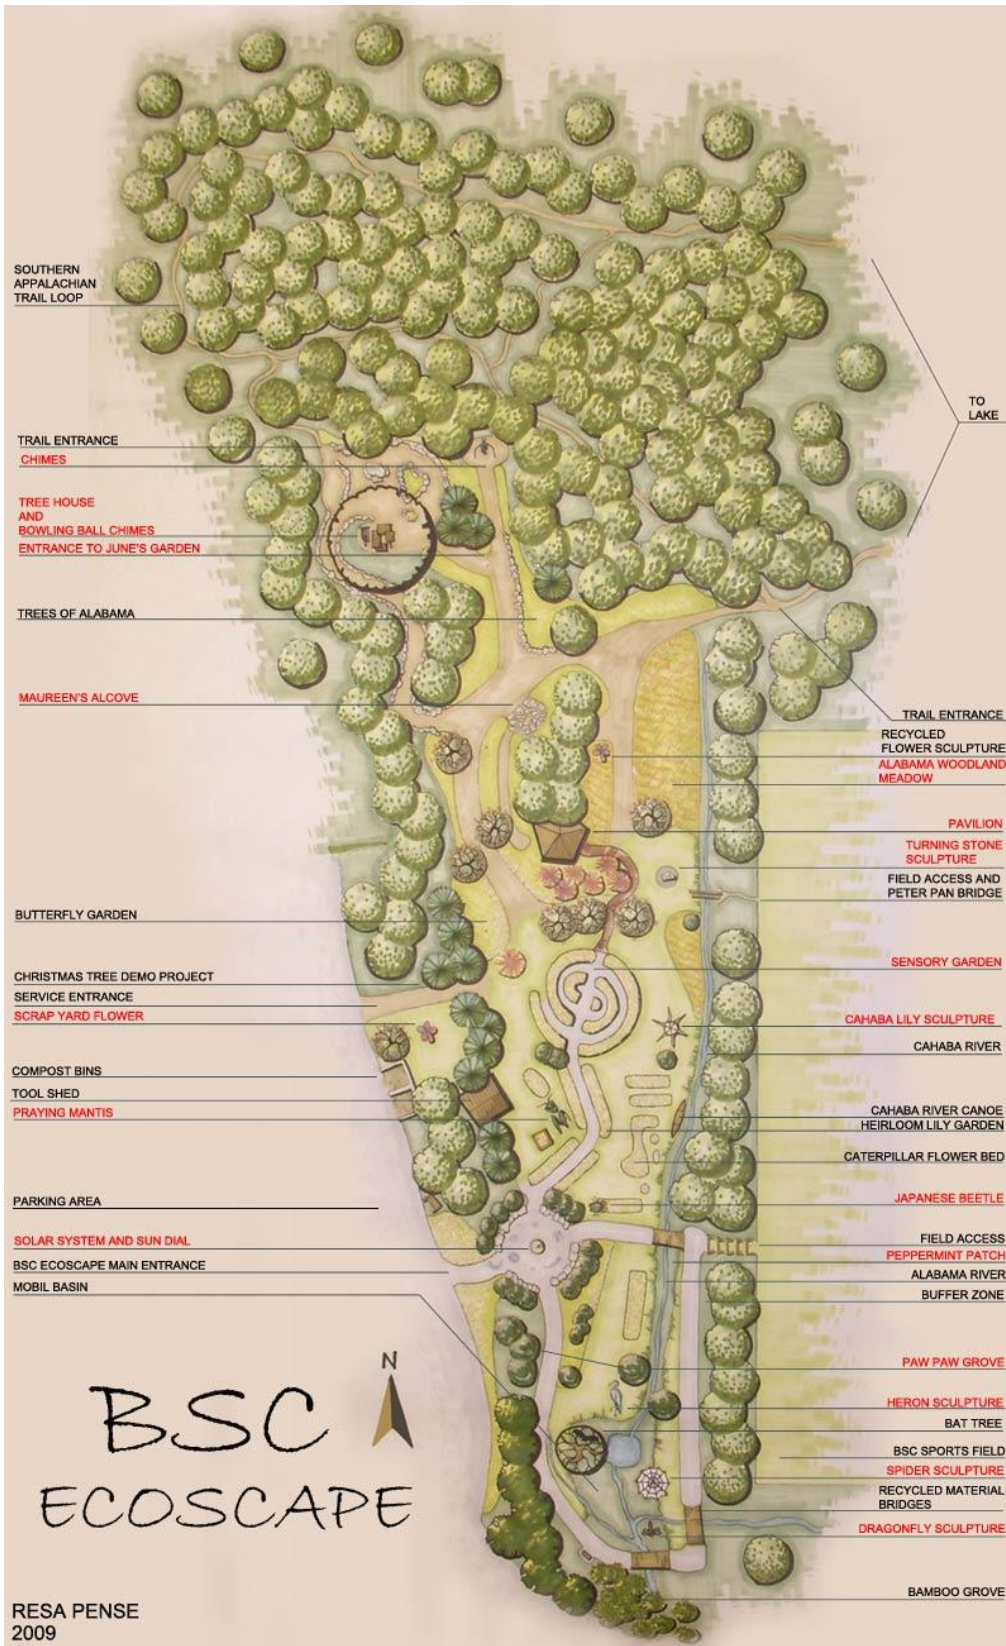 SOUTHERN
APPALACHIAN
TRAIL LOOP
TO
LAKE
TRAIL ENTRANCE
CHIMES
TREE HOUSE
AND
BOWLING BALL CHIMES
ENTRANCE TO JUNE'S GARDEN
TREES OF ALABAMA
MAUREEN'S ALCOVE
BUTTERFLY GARDEN
CHRISTMAS TREE DEMO PROJECT
SERVICE ENTRANCE
SCRAP YARD FLOWER
COMPOST BINS
TOOL SHED
PRAYING MANTIS
PARKING AREA
SOLAR SYSTEM AND SUN DIAL
BSC ECOSCAPE MAIN ENTRANCE
MOBIL BASIN
TRAIL ENTRANCE
RECYCLED
FLOWER SCULPTURE
ALABAMA WOODLAND
MEADOW
PAVILION
TURNING STONE
SCULPTURE
FIELD ACCESS AND
PETER PAN BRIDGE
SENSORY GARDEN
CAHABA LILY SCULPTURE
CAHABA RIVER
CAHABA RIVER CANOE
HEIRLOOM LILY GARDEN
CATERPILLAR FLOWER BED
JAPANESE BEETLE
FIELD ACCESS
PEPPERMINT PATCH
ALABAMA RIVER
BUFFER ZONE
PAW PAW GROVE
HERON SCULPTURE
BAT TREE
BSC SPORTS FIELD
SPIDER SCULPTURE
RECYCLED MATERIAL
BRIDGES
DRAGONFLY SCULPTURE
BAMBOO GROVE
N
BSC
ECOSCAPE
RESA PENSE
2009